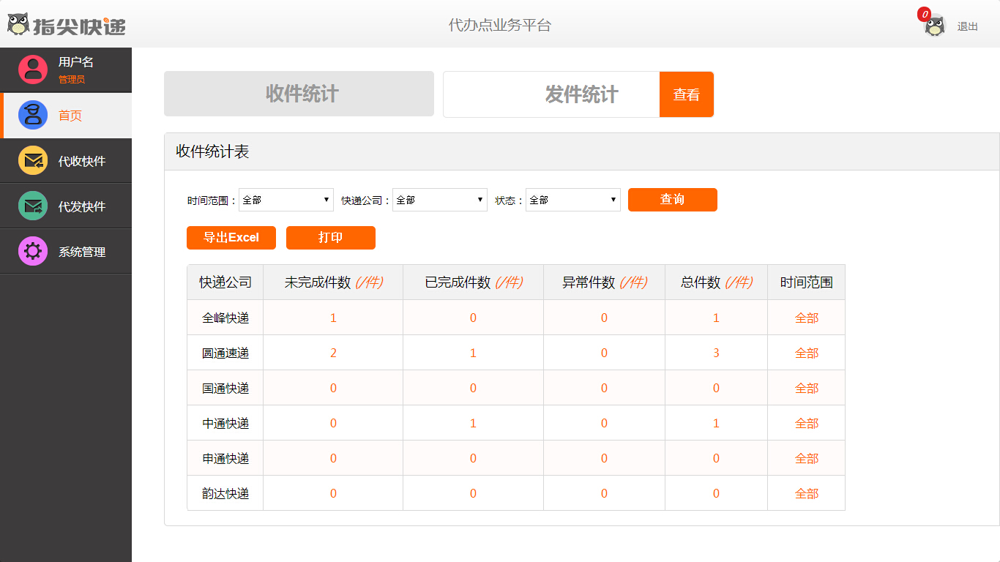 指尖快递
代办点业务平台
0
退出
用户名
管理员
首页
代收快件
代发快件
系统管理
收件统计
发件统计
查看
收件统计表
时间范围： 全部 快递公司： 全部 状态： 全部 查询
导出Excel 打印
快递公司 未完成件数 (/件) 已完成件数 (/件) 异常件数 (/件) 总件数 (/件) 时间范围
全峰快递 1 0 0 1 全部
圆通速递 2 1 0 3 全部
国通快递 0 0 0 0 全部
中通快递 0 1 0 1 全部
申通快递 0 0 0 0 全部
韵达快递 0 0 0 0 全部